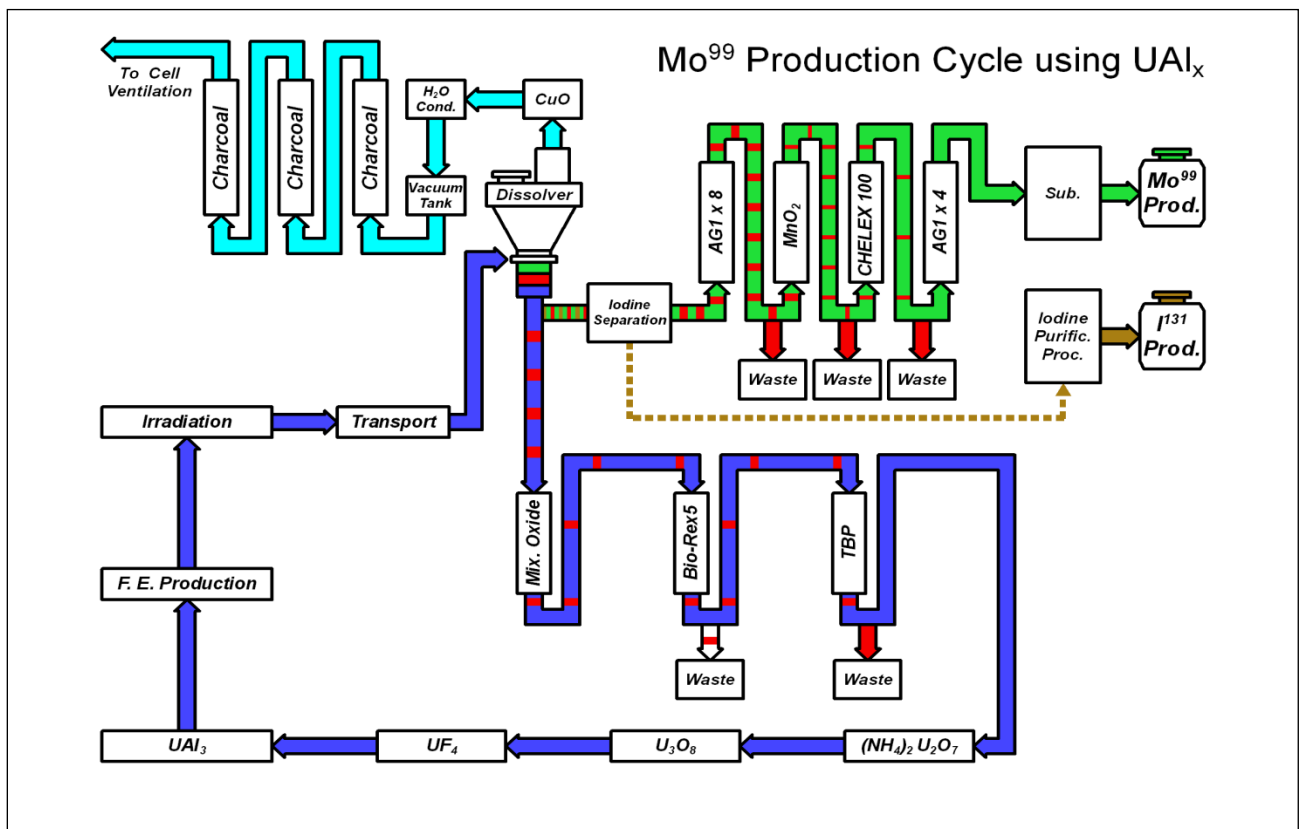 Mo⁹⁹ Production Cycle using UAlₓ
To Cell
Ventilation
Charcoal
Charcoal
Charcoal
H₂O
Cond.
CuO
Vacuum
Tank
Dissolver
AG1 x 8
MnO₂
CHELEX 100
AG1 x 4
Sub.
Mo⁹⁹
Prod.
Iodine
Separation
Iodine
Purific.
Proc.
I¹³¹
Prod.
Waste
Waste
Waste
Irradiation
Transport
Mix. Oxide
Bio-Rex5
TBP
F. E. Production
Waste
Waste
UAl₃
UF₄
U₃O₈
(NH₄)₂ U₂O₇